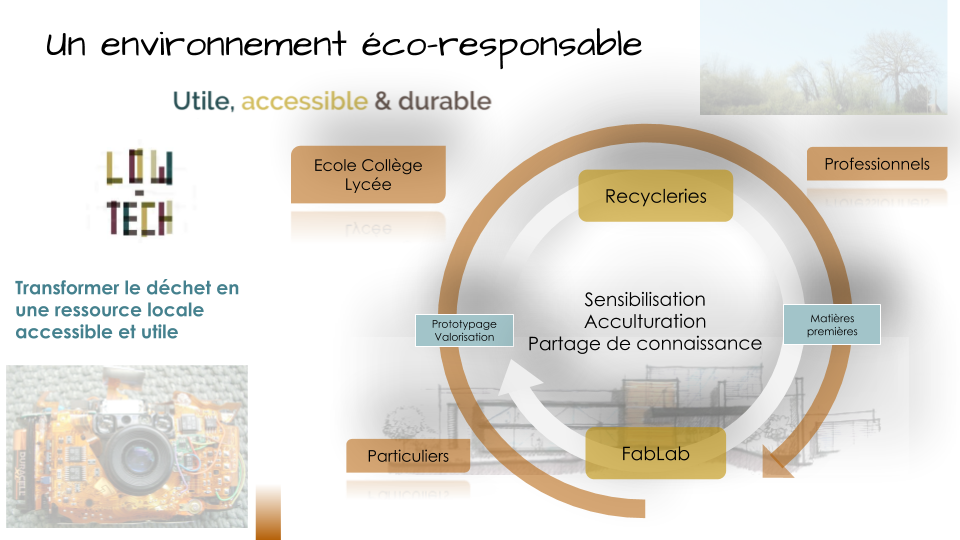 Un environnement éco-responsable
Utile, accessible & durable
LOW
-
TECH
Ecole Collège
Lycée
Professionnels
Recycleries
Transformer le déchet en
une ressource locale
accessible et utile
Sensibilisation
Acculturation
Partage de connaissance
Prototypage
Valorisation
Matières
premières
Particuliers
FabLab
DURACELL